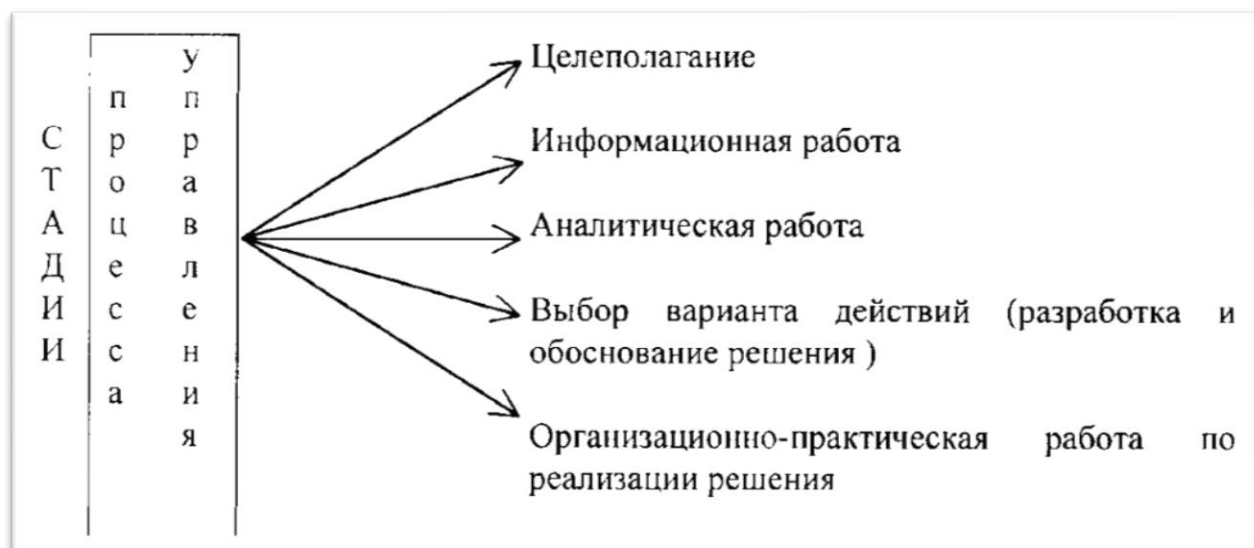 СТАДИИ
процесса
Управления
Целеполагание
Информационная работа
Аналитическая работа
Выбор варианта действий (разработка и
обоснование решения )
Организационно-практическая работа по
реализации решения